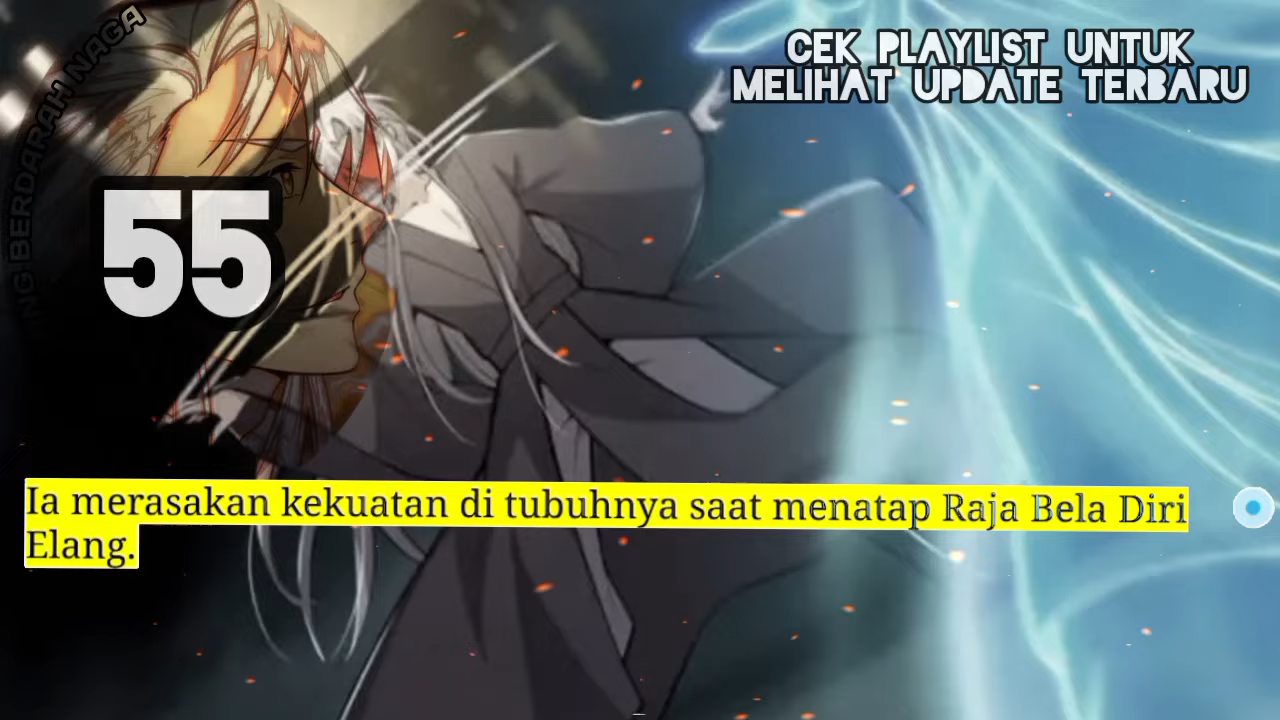 NG BERDARAH NAGA
CEK PLAYLIST UNTUK
MELIHAT UPDATE TERBARU
55
Ia merasakan kekuatan di tubuhnya saat menatap Raja Bela Diri
Elang.